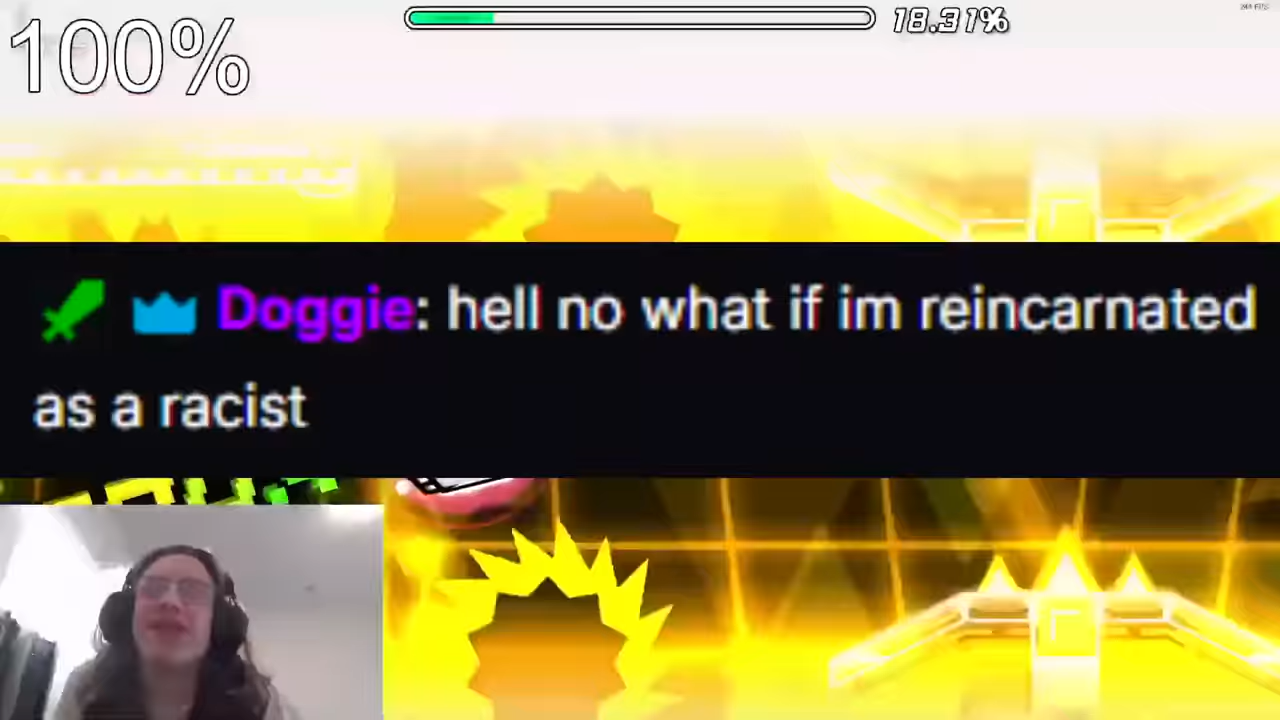 100%
18.31%
Doggie: hell no what if im reincarnated
as a racist